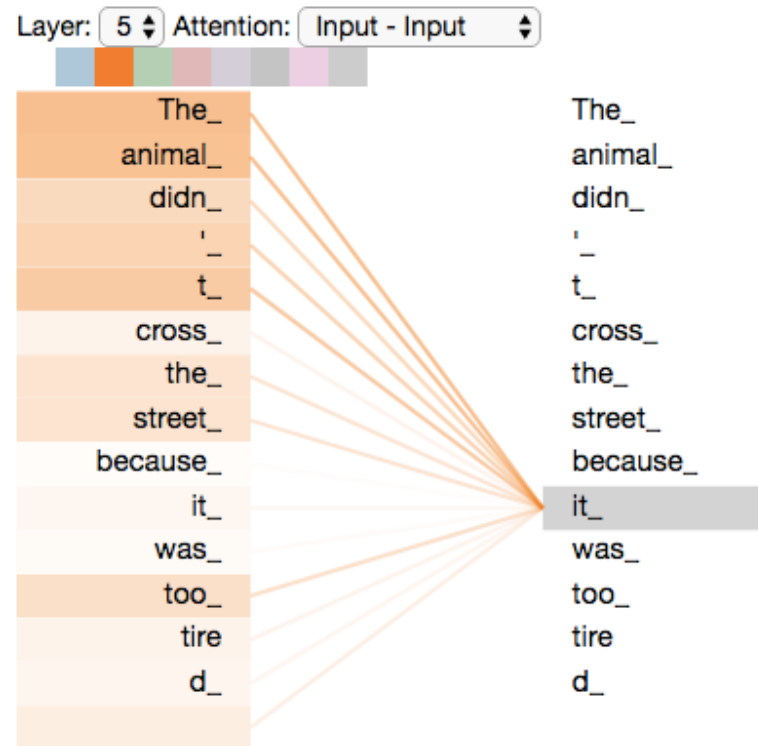 Layer: 5 Attention: Input - Input
The_ The_
animal_ animal_
didn_ didn_
'_ '_
t_ t_
cross_ cross_
the_ the_
street_ street_
because_ because_
it_ it_
was_ was_
too_ too_
tire tire
d_ d_